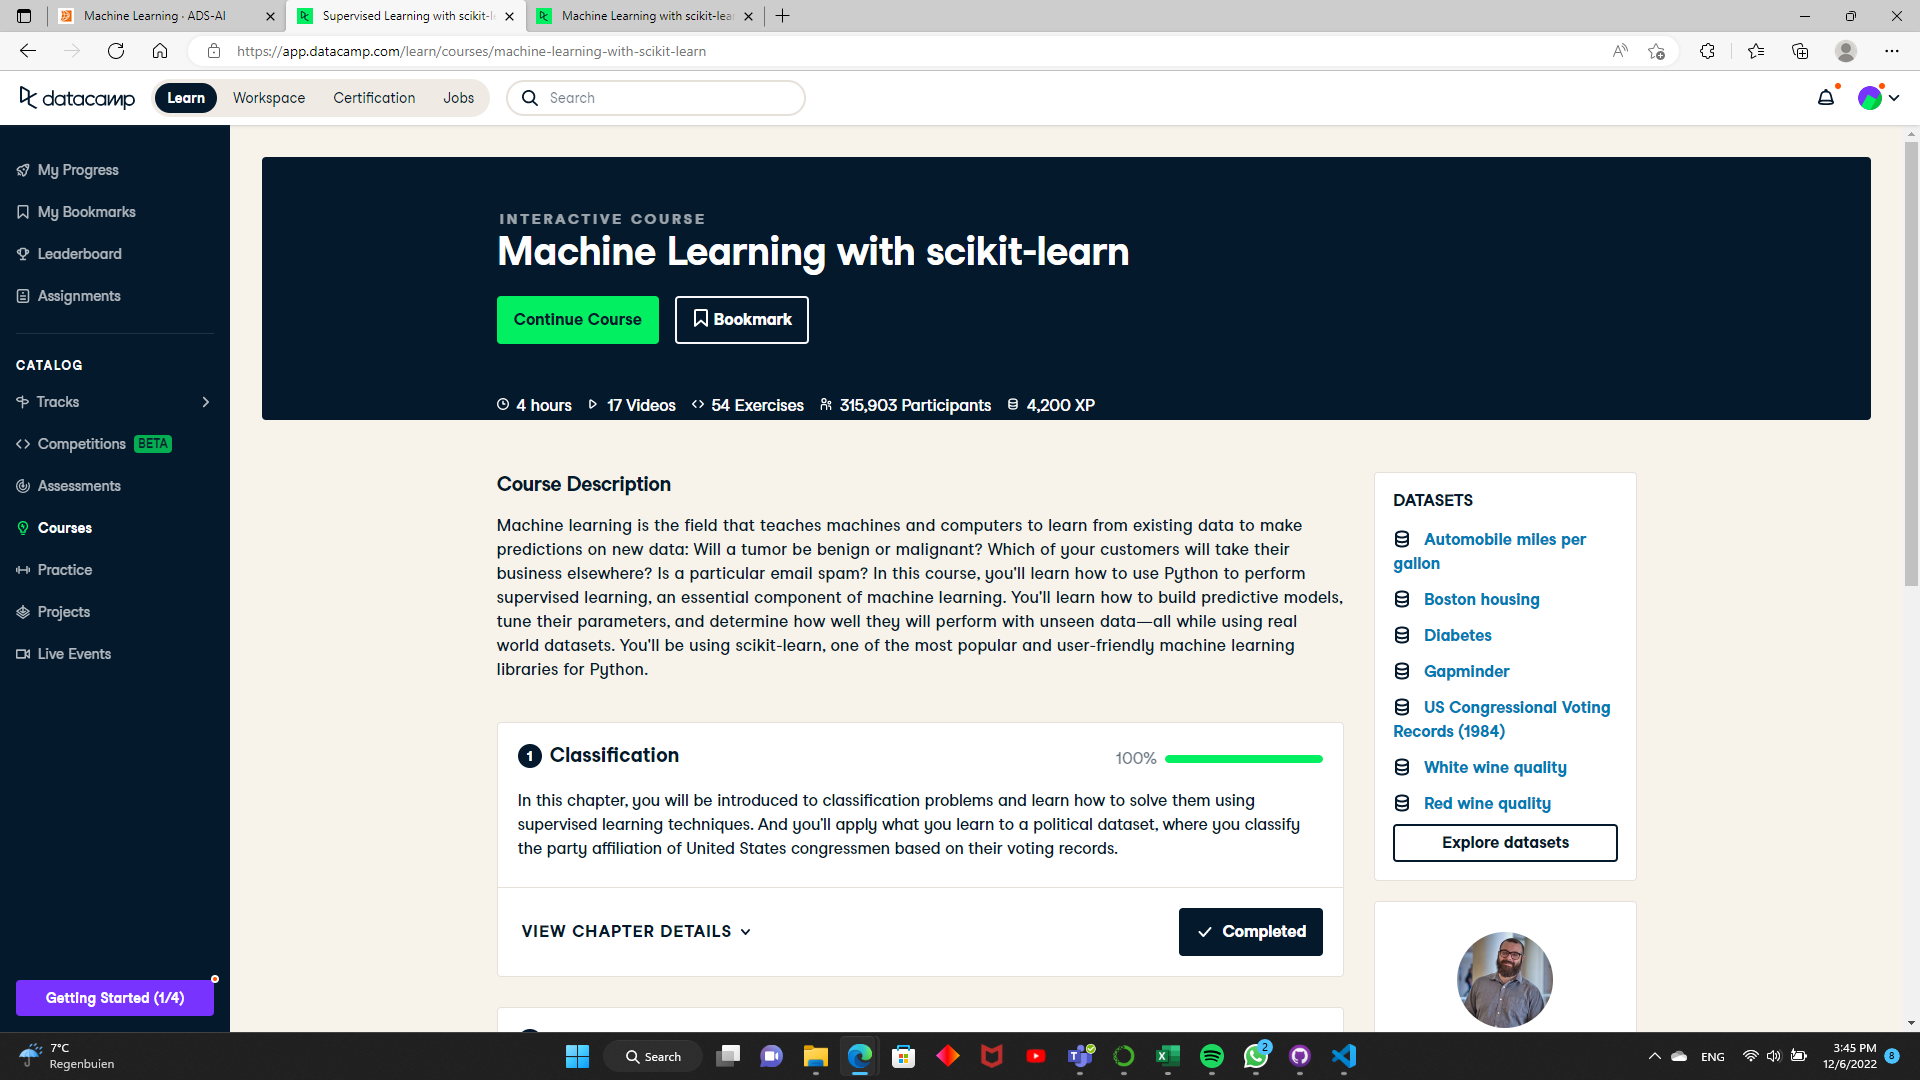 Machine Learning · ADS-AI
Supervised Learning with scikit-l
Machine Learning with scikit-lea
https://app.datacamp.com/learn/courses/machine-learning-with-scikit-learn
datacamp
Learn Workspace Certification Jobs
Search
My Progress
My Bookmarks
Leaderboard
Assignments
CATALOG
Tracks
Competitions BETA
Assessments
Courses
Practice
Projects
Live Events
Getting Started (1/4)
INTERACTIVE COURSE
Machine Learning with scikit-learn
Continue Course
Bookmark
4 hours 17 Videos 54 Exercises 315,903 Participants 4,200 XP
Course Description
Machine learning is the field that teaches machines and computers to learn from existing data to make
predictions on new data: Will a tumor be benign or malignant? Which of your customers will take their
business elsewhere? Is a particular email spam? In this course, you'll learn how to use Python to perform
supervised learning, an essential component of machine learning. You'll learn how to build predictive models,
tune their parameters, and determine how well they will perform with unseen data—all while using real
world datasets. You'll be using scikit-learn, one of the most popular and user-friendly machine learning
libraries for Python.
1 Classification
100%
In this chapter, you will be introduced to classification problems and learn how to solve them using
supervised learning techniques. And you'll apply what you learn to a political dataset, where you classify
the party affiliation of United States congressmen based on their voting records.
VIEW CHAPTER DETAILS
Completed
DATASETS
Automobile miles per
gallon
Boston housing
Diabetes
Gapminder
US Congressional Voting
Records (1984)
White wine quality
Red wine quality
Explore datasets
7°C
Regenbuien
Search
2
ENG
3:45 PM
12/6/2022
8